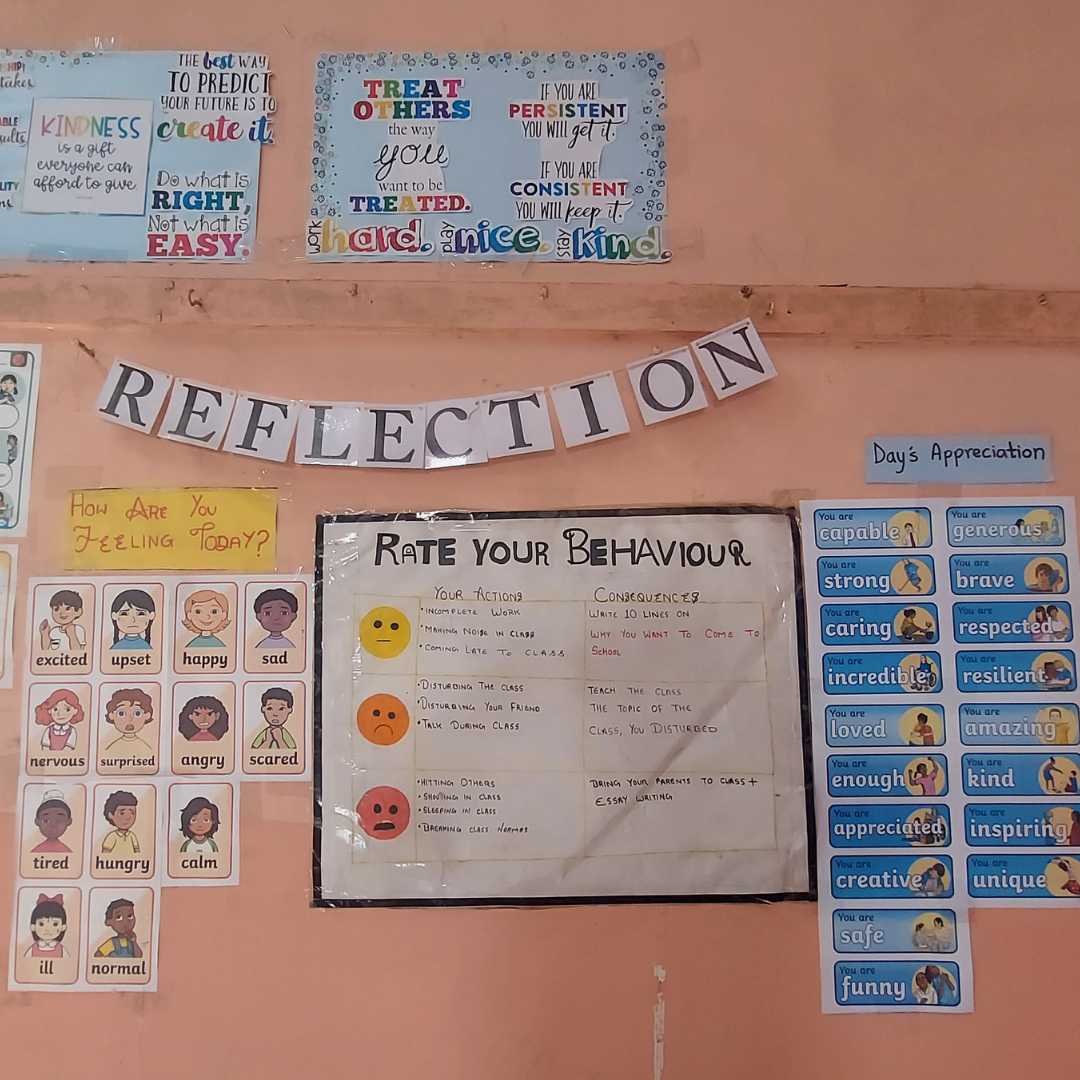 KINDNESS
is a gift
everyone can
afford to give.
THE best WAY
TO PREDICT
YOUR FUTURE IS TO
create it.
Do what is
RIGHT,
Not what is
EASY.
TREAT
OTHERS
the way
you
want to be
TREATED.
IF YOU ARE
PERSISTENT
YOU WILL get it.
IF YOU ARE
CONSISTENT
YOU WILL keep it.
work hard. play nice. stay kind.
REFLECTION
HOW ARE YOU
FEELING TODAY?
excited upset happy sad
nervous surprised angry scared
tired hungry calm
ill normal
RATE YOUR BEHAVIOUR
YOUR ACTIONS
CONSEQUENCES
•INCOMPLETE WORK
•MAKING NOISE IN CLASS
•COMING LATE TO CLASS
WRITE 10 LINES ON
WHY YOU WANT TO COME TO
SCHOOL
•DISTURBING THE CLASS
•DISTURBING YOUR FRIEND
•TALK DURING CLASS
TEACH THE CLASS
THE TOPIC OF THE
CLASS, YOU DISTURBED
•HITTING OTHERS
•SHOUTING IN CLASS
•SLEEPING IN CLASS
•BREAKING CLASS NORMS
BRING YOUR PARENTS TO CLASS +
ESSAY WRITING
Day's Appreciation
You are
capable
You are
generous
You are
strong
You are
brave
You are
caring
You are
respected
You are
incredible
You are
resilient
You are
loved
You are
amazing
You are
enough
You are
kind
You are
appreciated
You are
inspiring
You are
creative
You are
unique
You are
safe
You are
funny